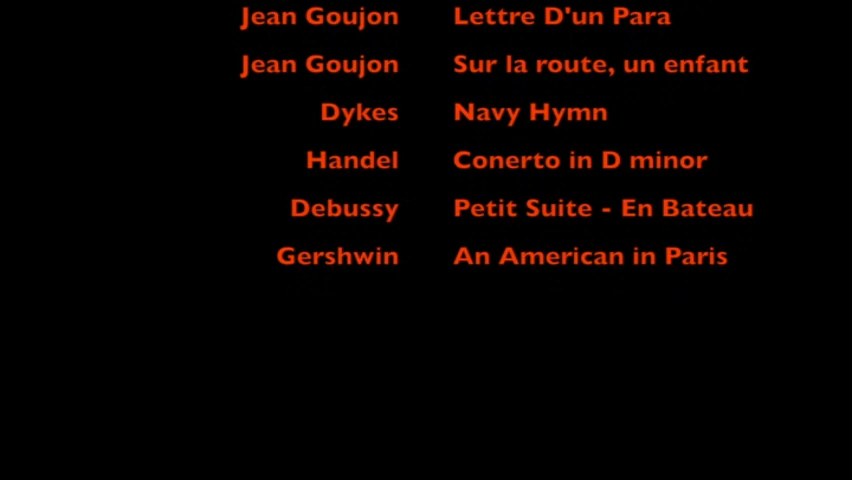 Jean Goujon Lettre D'un Para
Jean Goujon Sur la route, un enfant
Dykes Navy Hymn
Handel Conerto in D minor
Debussy Petit Suite - En Bateau
Gershwin An American in Paris